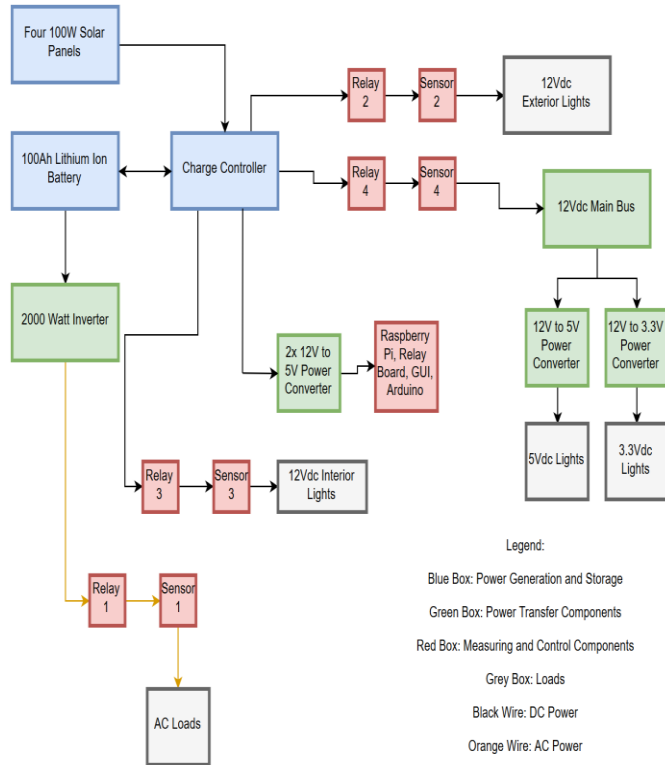 Four 100W Solar
Panels
Relay
2
Sensor
2
12Vdc
Exterior Lights
100Ah Lithium Ion
Battery
Charge Controller
Relay
4
Sensor
4
12Vdc Main Bus
2000 Watt Inverter
2x 12V to
5V Power
Converter
Raspberry
Pi, Relay
Board, GUI,
Arduino
12V to 5V
Power
Converter
12V to 3.3V
Power
Converter
5Vdc Lights
3.3Vdc
Lights
Relay
3
Sensor
3
12Vdc Interior
Lights
Relay
1
Sensor
1
AC Loads
Legend:
Blue Box: Power Generation and Storage
Green Box: Power Transfer Components
Red Box: Measuring and Control Components
Grey Box: Loads
Black Wire: DC Power
Orange Wire: AC Power